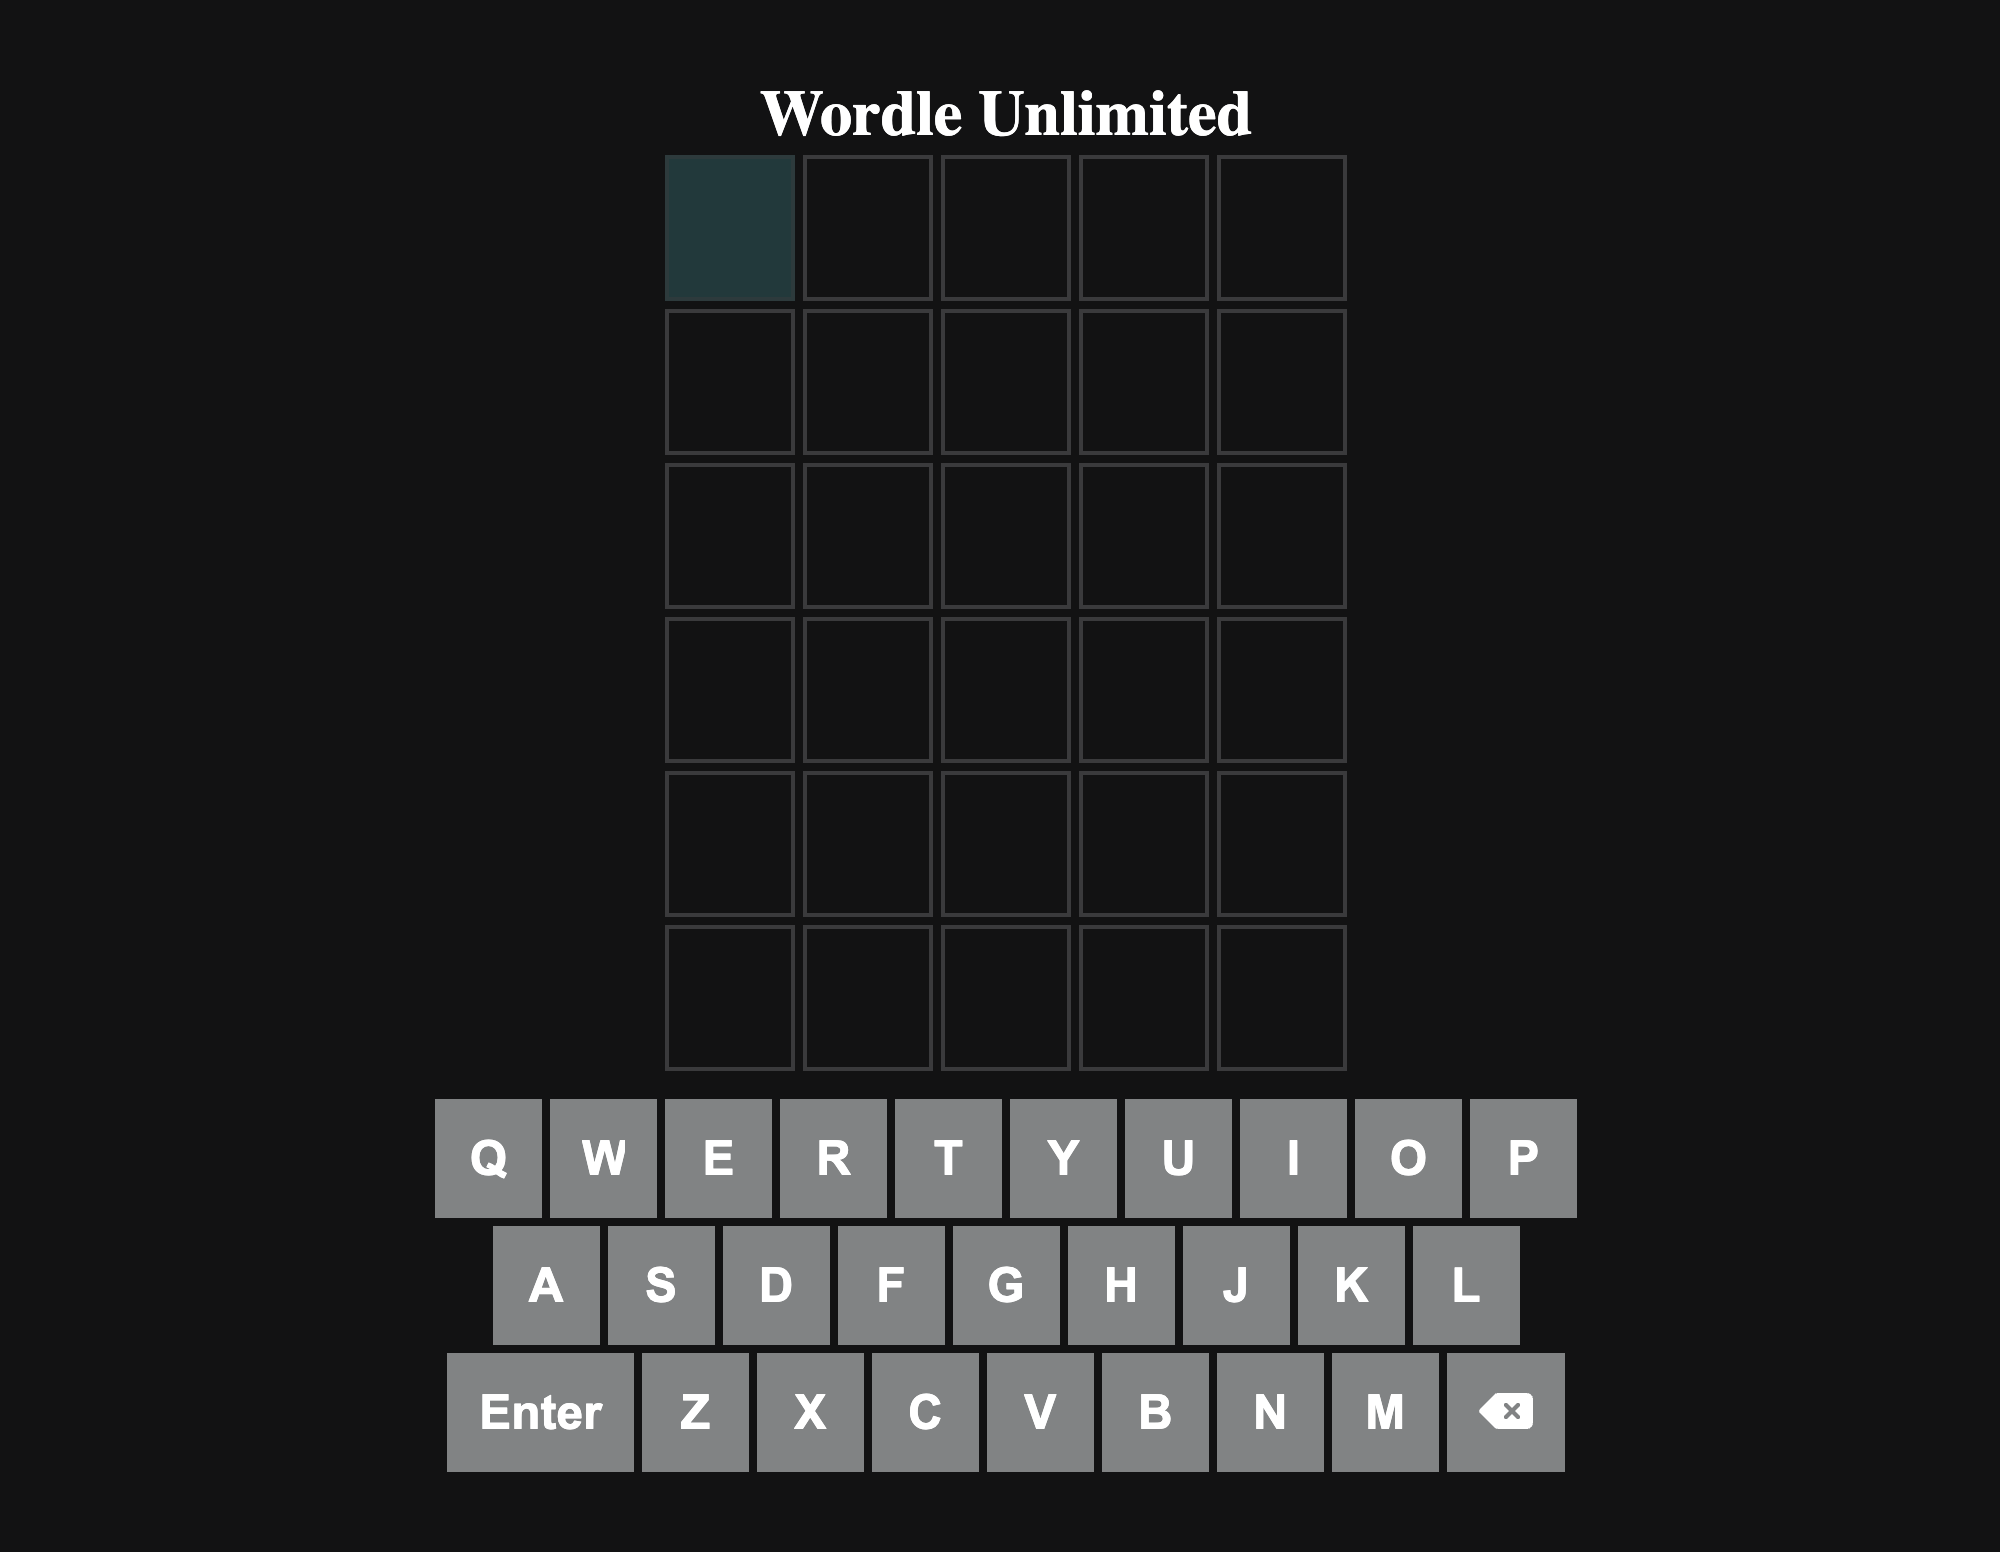 Wordle Unlimited
Q W E R T Y U I O P
A S D F G H J K L
Enter Z X C V B N M